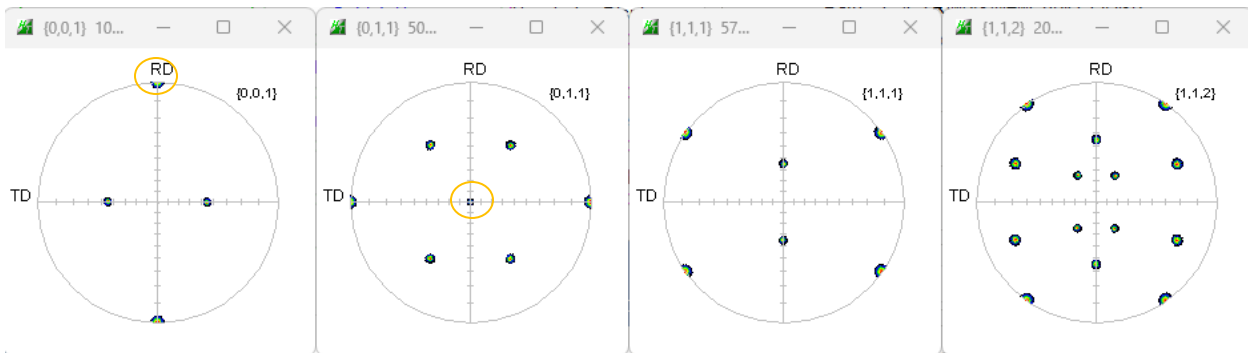 {0,0,1} 10...
RD
{0,0,1}
TD
{0,1,1} 50...
RD
{0,1,1}
TD
{1,1,1} 57...
RD
{1,1,1}
TD
{1,1,2} 20...
RD
{1,1,2}
TD